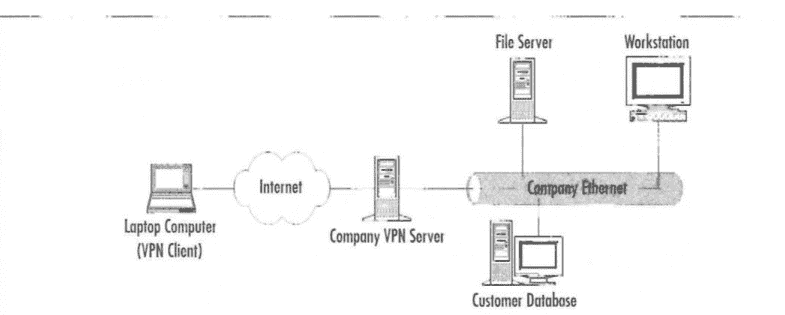 File Server
Workstation
Internet
Company Ethernet
Laptop Computer
(VPN Client)
Company VPN Server
Customer Database